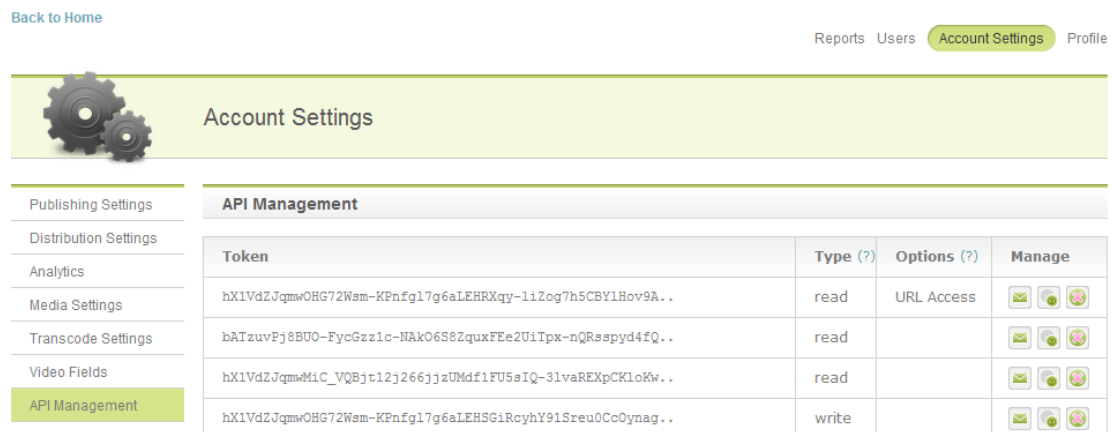 Back to Home
Reports Users Account Settings Profile
Account Settings
Publishing Settings
Distribution Settings
Analytics
Media Settings
Transcode Settings
Video Fields
API Management
API Management
Token Type (?) Options (?) Manage
hX1VdZJqmwOHG72Wsm-KPnfgl7g6aLEHRXqy-liZog7h5CBYlHov9A.. read URL Access
bATzuvPj8BUO-FycGzz1c-NAkO6S8ZquxFEe2UiTpx-nQRsspyd4fQ.. read
hX1VdZJqmwMiC_VQBjt12j266jjzUMdf1FU5sIQ-3lvaREXpCKloKw.. read
hX1VdZJqmwOHG72Wsm-KPnfgl7g6aLEHSGiRcyhY91Sreu0CcOynag.. write